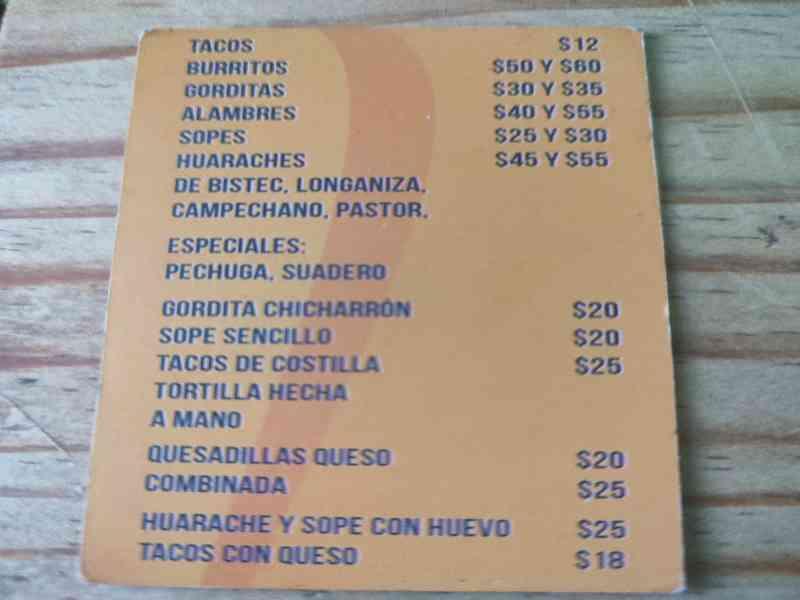 TACOS $12
BURRITOS $50 Y $60
GORDITAS $30 Y $35
ALAMBRES $40 Y $55
SOPES $25 Y $30
HUARACHES $45 Y $55
DE BISTEC, LONGANIZA,
CAMPECHANO, PASTOR,
ESPECIALES:
PECHUGA, SUADERO
GORDITA CHICHARRÓN $20
SOPE SENCILLO $20
TACOS DE COSTILLA $25
TORTILLA HECHA
A MANO
QUESADILLAS QUESO $20
COMBINADA $25
HUARACHE Y SOPE CON HUEVO $25
TACOS CON QUESO $18